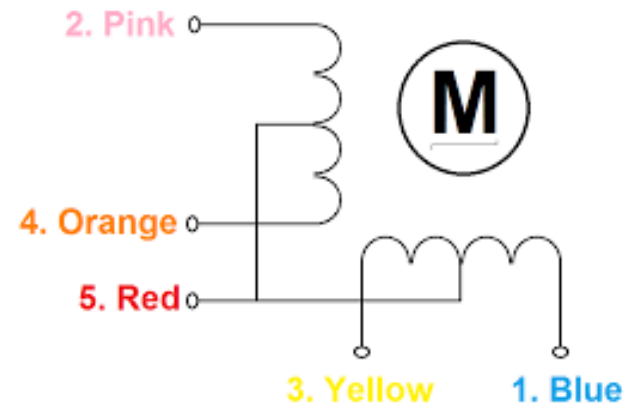 2. Pink
M
4. Orange
5. Red
3. Yellow
1. Blue